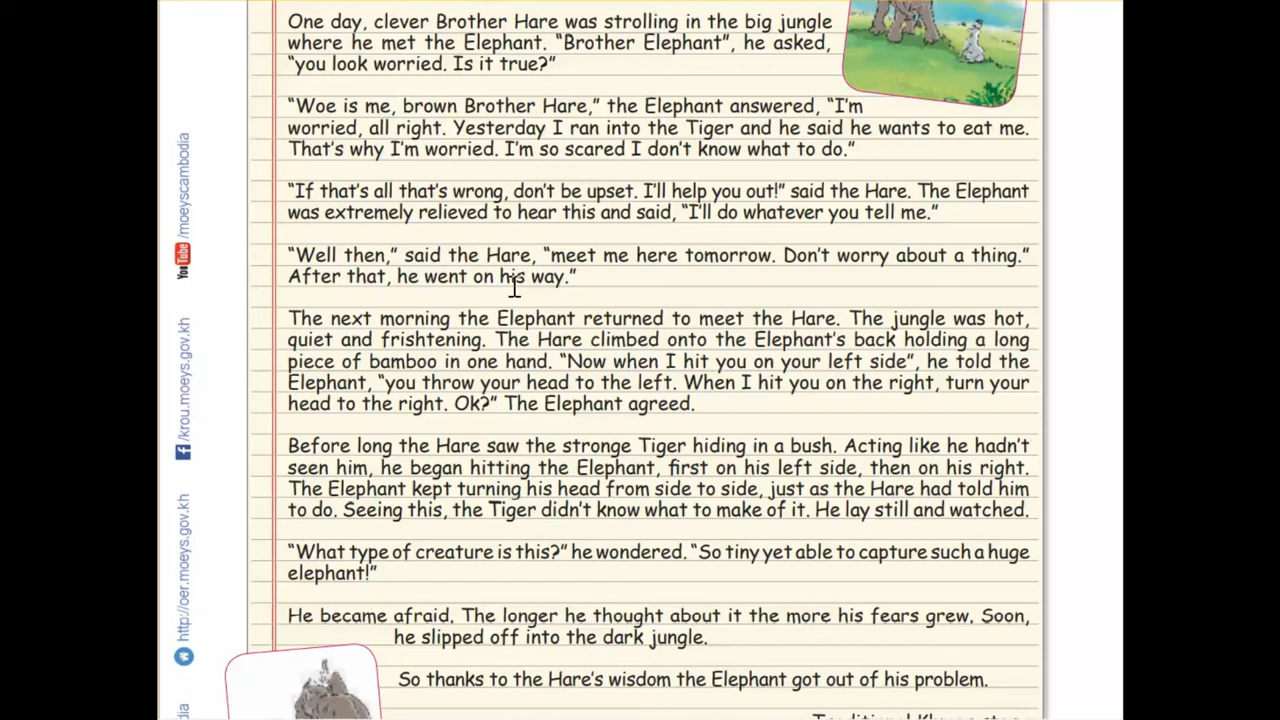 One day, clever Brother Hare was strolling in the big jungle
where he met the Elephant. “Brother Elephant”, he asked,
“you look worried. Is it true?”
“Woe is me, brown Brother Hare,” the Elephant answered, “I’m
worried, all right. Yesterday I ran into the Tiger and he said he wants to eat me.
That’s why I’m worried. I’m so scared I don’t know what to do.”
“If that’s all that’s wrong, don’t be upset. I’ll help you out!” said the Hare. The Elephant
was extremely relieved to hear this and said, “I’ll do whatever you tell me.”
“Well then,” said the Hare, “meet me here tomorrow. Don’t worry about a thing.”
After that, he went on his way.”
The next morning the Elephant returned to meet the Hare. The jungle was hot,
quiet and frishtening. The Hare climbed onto the Elephant’s back holding a long
piece of bamboo in one hand. “Now when I hit you on your left side”, he told the
Elephant, “you throw your head to the left. When I hit you on the right, turn your
head to the right. Ok?” The Elephant agreed.
Before long the Hare saw the stronge Tiger hiding in a bush. Acting like he hadn’t
seen him, he began hitting the Elephant, first on his left side, then on his right.
The Elephant kept turning his head from side to side, just as the Hare had told him
to do. Seeing this, the Tiger didn’t know what to make of it. He lay still and watched.
“What type of creature is this?” he wondered. “So tiny yet able to capture such a huge
elephant!”
He became afraid. The longer he thought about it the more his fears grew. Soon,
he slipped off into the dark jungle.
So thanks to the Hare’s wisdom the Elephant got out of his problem.
YouTube /moeyscambodia
/krou.moeys.gov.kh
http://oer.moeys.gov.kh